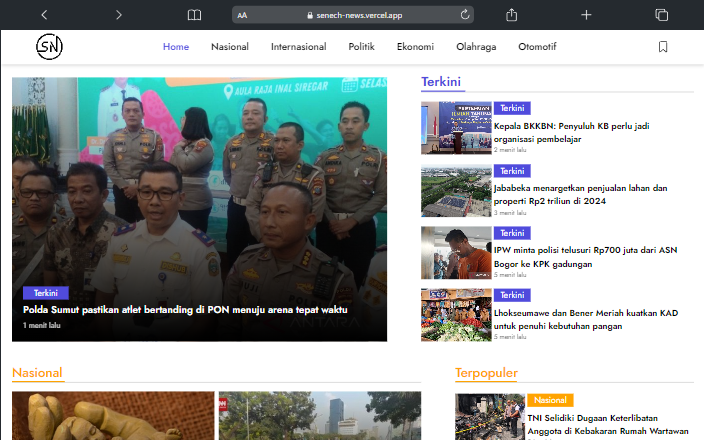 AA senech-news.vercel.app
SN
Home Nasional Internasional Politik Ekonomi Olahraga Otomotif
AULA RAJA INAL SIREGAR
SELAS
Terkini
Polda Sumut pastikan atlet bertanding di PON menuju arena tepat waktu
1 menit lalu
ANTARA
Terkini
Terkini
Kepala BKKBN: Penyuluh KB perlu jadi
organisasi pembelajar
2 menit lalu
Terkini
Jababeka menargetkan penjualan lahan dan
properti Rp2 triliun di 2024
3 menit lalu
Terkini
IPW minta polisi telusuri Rp700 juta dari ASN
Bogor ke KPK gadungan
5 menit lalu
Terkini
Lhokseumawe dan Bener Meriah kuatkan KAD
untuk penuhi kebutuhan pangan
5 menit lalu
Nasional
Terpopuler
Nasional
TNI Selidiki Dugaan Keterlibatan
Anggota di Kebakaran Rumah Wartawan